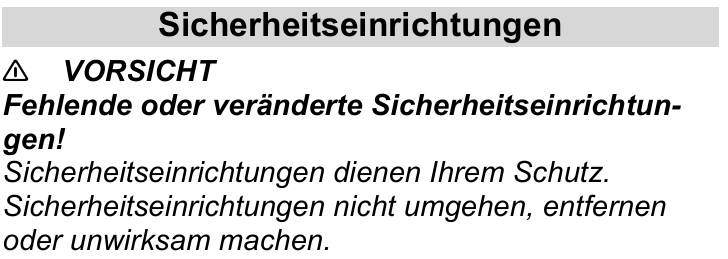 Sicherheitseinrichtungen
⚠ VORSICHT
Fehlende oder veränderte Sicherheitseinrichtun-
gen!
Sicherheitseinrichtungen dienen Ihrem Schutz.
Sicherheitseinrichtungen nicht umgehen, entfernen
oder unwirksam machen.